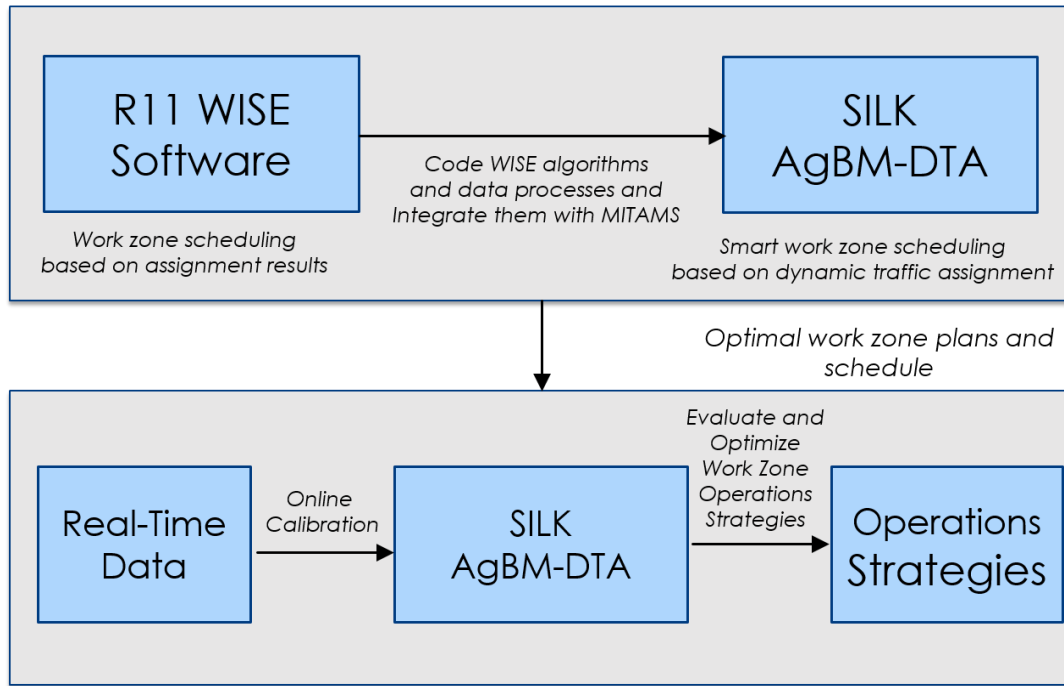 R11 WISE
Software
SILK
AgBM-DTA
Code WISE algorithms
and data processes and
Integrate them with MITAMS
Work zone scheduling
based on assignment results
Smart work zone scheduling
based on dynamic traffic assignment
Optimal work zone plans and
schedule
Real-Time
Data
Online
Calibration
SILK
AgBM-DTA
Evaluate and
Optimize
Work Zone
Operations
Strategies
Operations
Strategies